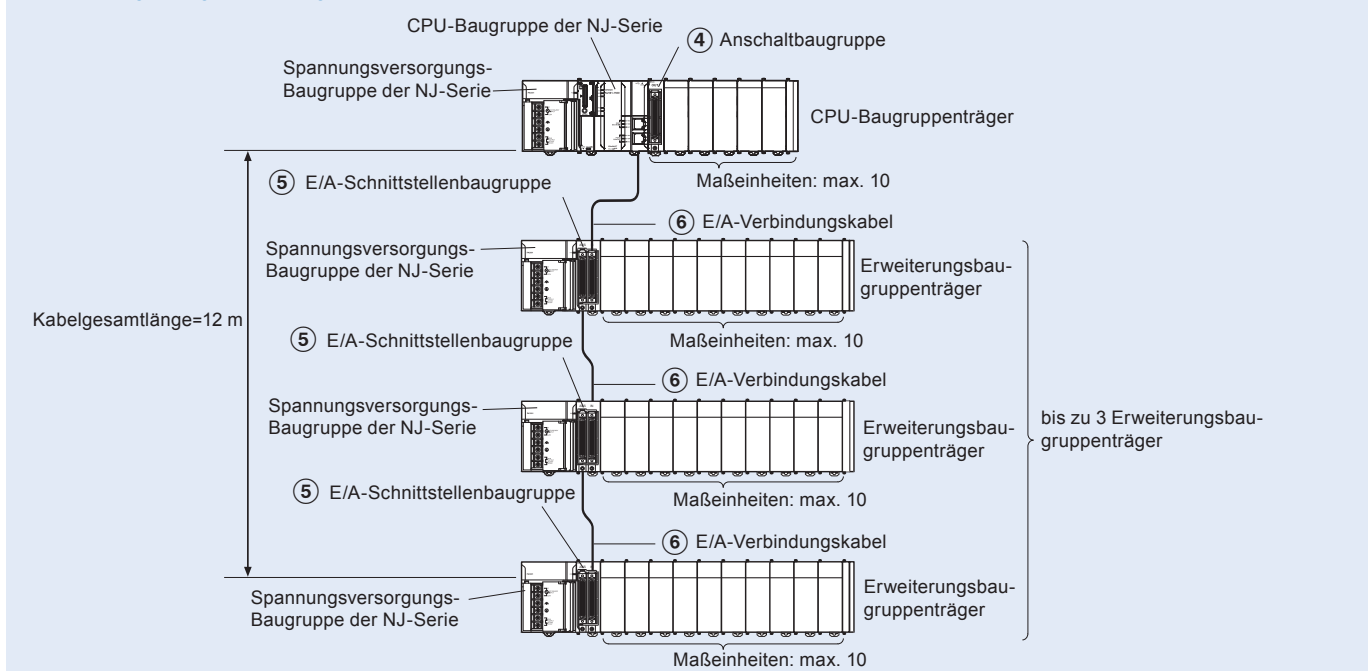 CPU-Baugruppe der NJ-Serie
④ Anschaltbaugruppe
Spannungsversorgungs-
Baugruppe der NJ-Serie
CPU-Baugruppenträger
Maßeinheiten: max. 10
⑤ E/A-Schnittstellenbaugruppe
⑥ E/A-Verbindungskabel
Spannungsversorgungs-
Baugruppe der NJ-Serie
Erweiterungsbau-
gruppenträger
Kabelgesamtlänge=12 m
Maßeinheiten: max. 10
⑤ E/A-Schnittstellenbaugruppe
⑥ E/A-Verbindungskabel
Spannungsversorgungs-
Baugruppe der NJ-Serie
Erweiterungsbau-
gruppenträger
bis zu 3 Erweiterungsbau-
gruppenträger
Maßeinheiten: max. 10
⑤ E/A-Schnittstellenbaugruppe
⑥ E/A-Verbindungskabel
Spannungsversorgungs-
Baugruppe der NJ-Serie
Erweiterungsbau-
gruppenträger
Maßeinheiten: max. 10